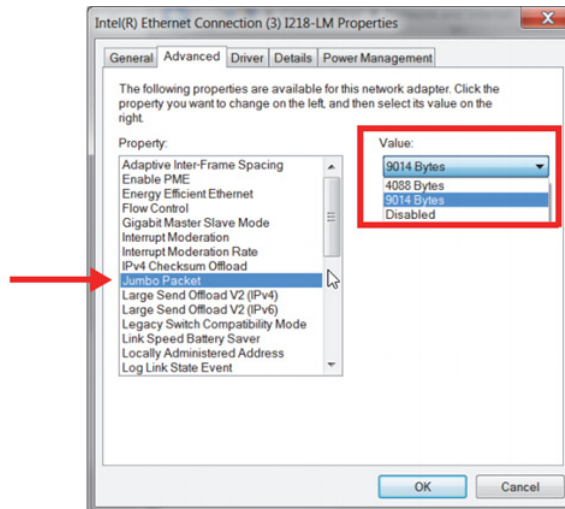 Intel(R) Ethernet Connection (3) I218-LM Properties
General Advanced Driver Details Power Management
The following properties are available for this network adapter. Click the
property you want to change on the left, and then select its value on the
right.
Property:
Adaptive Inter-Frame Spacing
Enable PME
Energy Efficient Ethernet
Flow Control
Gigabit Master Slave Mode
Interrupt Moderation
Interrupt Moderation Rate
IPv4 Checksum Offload
Jumbo Packet
Large Send Offload V2 (IPv4)
Large Send Offload V2 (IPv6)
Legacy Switch Compatibility Mode
Link Speed Battery Saver
Locally Administered Address
Log Link State Event
Value:
9014 Bytes
4088 Bytes
9014 Bytes
Disabled
OK Cancel